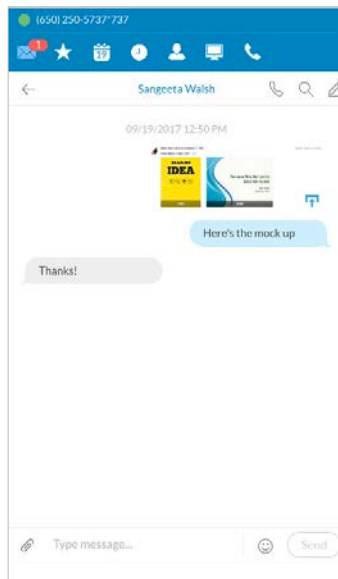 (650) 250-5737*737
1
19
Sangeeta Walsh
09/19/2017 12:50 PM
IDEA
Here's the mock up
Thanks!
Type message...
Send